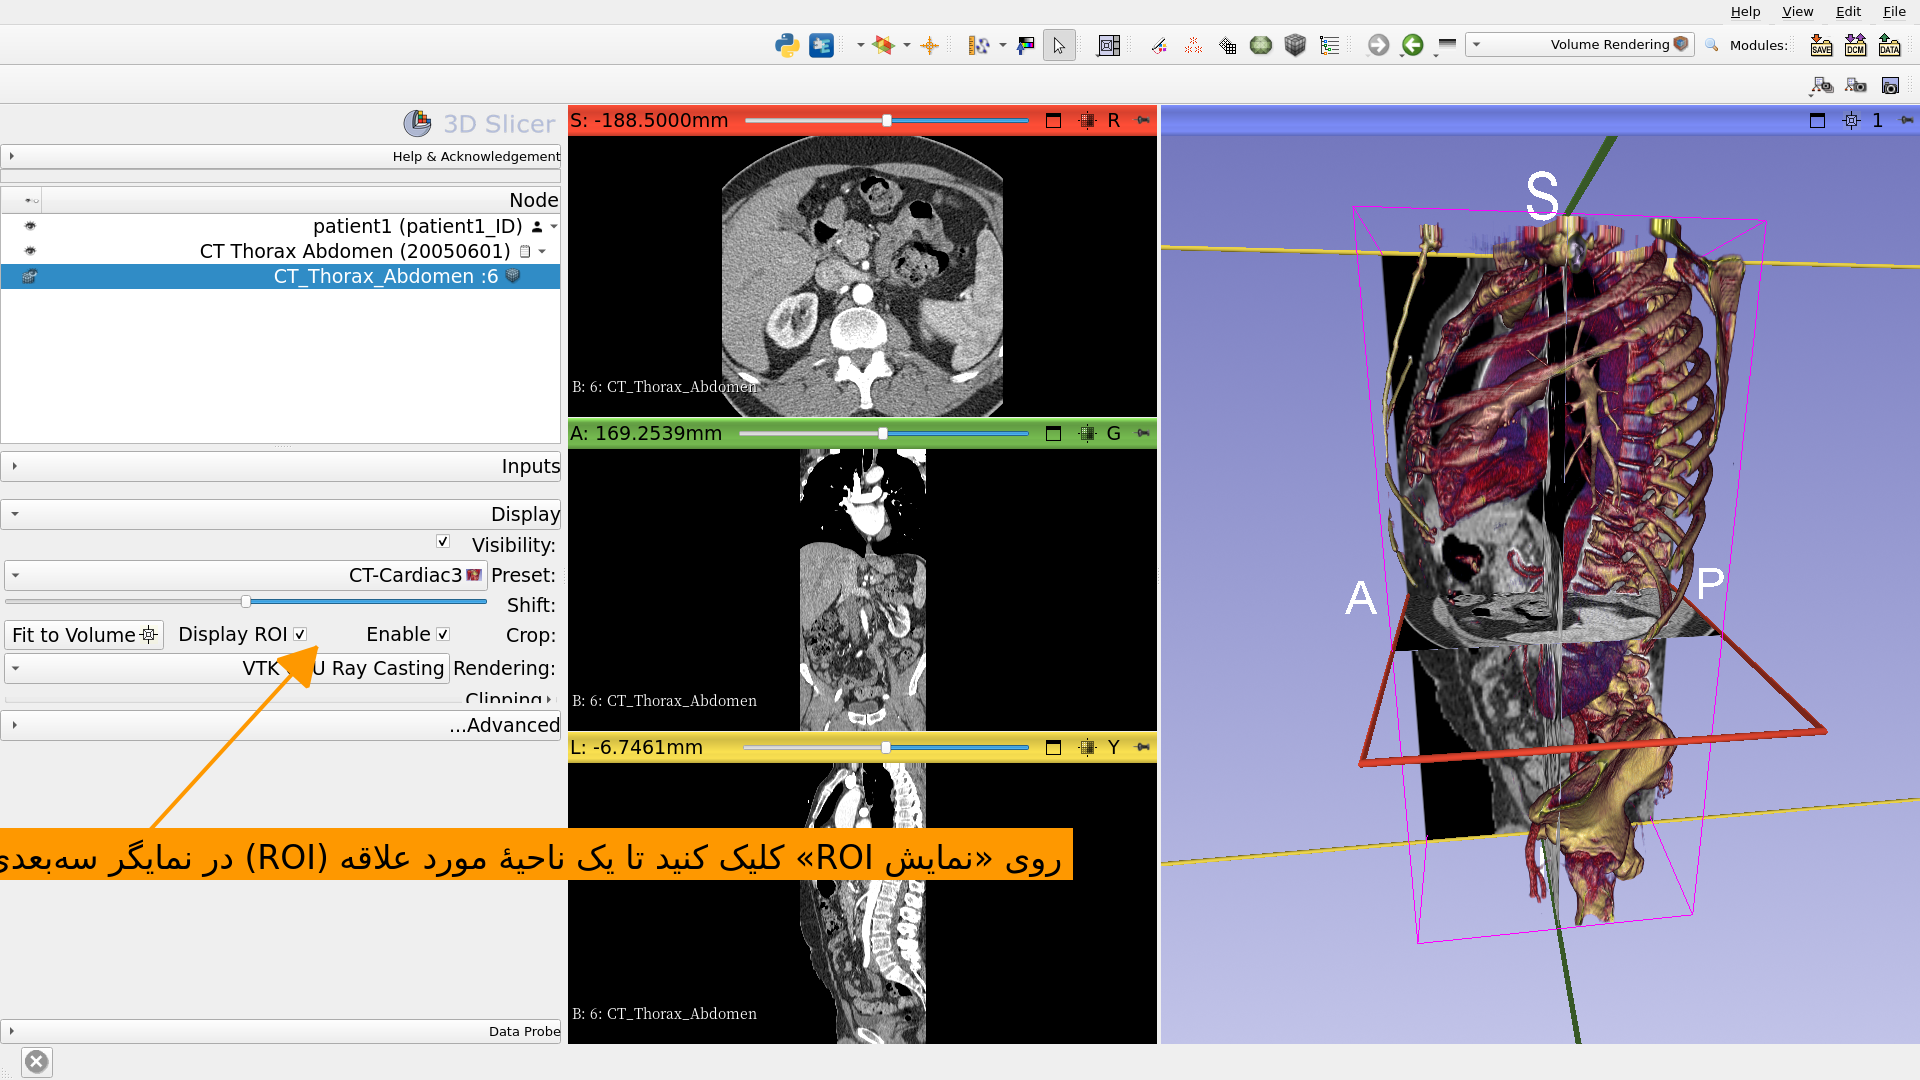 Help View Edit File
Volume Rendering Modules: SAVE DCM DATA
3D Slicer
Help & Acknowledgement
Node
patient1 (patient1_ID)
CT Thorax Abdomen (20050601)
CT_Thorax_Abdomen :6
Inputs
Display
Visibility:
CT-Cardiac3 Preset:
Shift:
Fit to Volume Display ROI Enable Crop:
VTK U Ray Casting Rendering:
Clipping
...Advanced
Data Probe
S: -188.5000mm R
B: 6: CT_Thorax_Abdomen
A: 169.2539mm G
B: 6: CT_Thorax_Abdomen
L: -6.7461mm Y
B: 6: CT_Thorax_Abdomen
1
S
A
P
روی «نمایش ROI» کلیک کنید تا یک ناحیهٔ مورد علاقه (ROI) در نمایگر سه‌بعدی